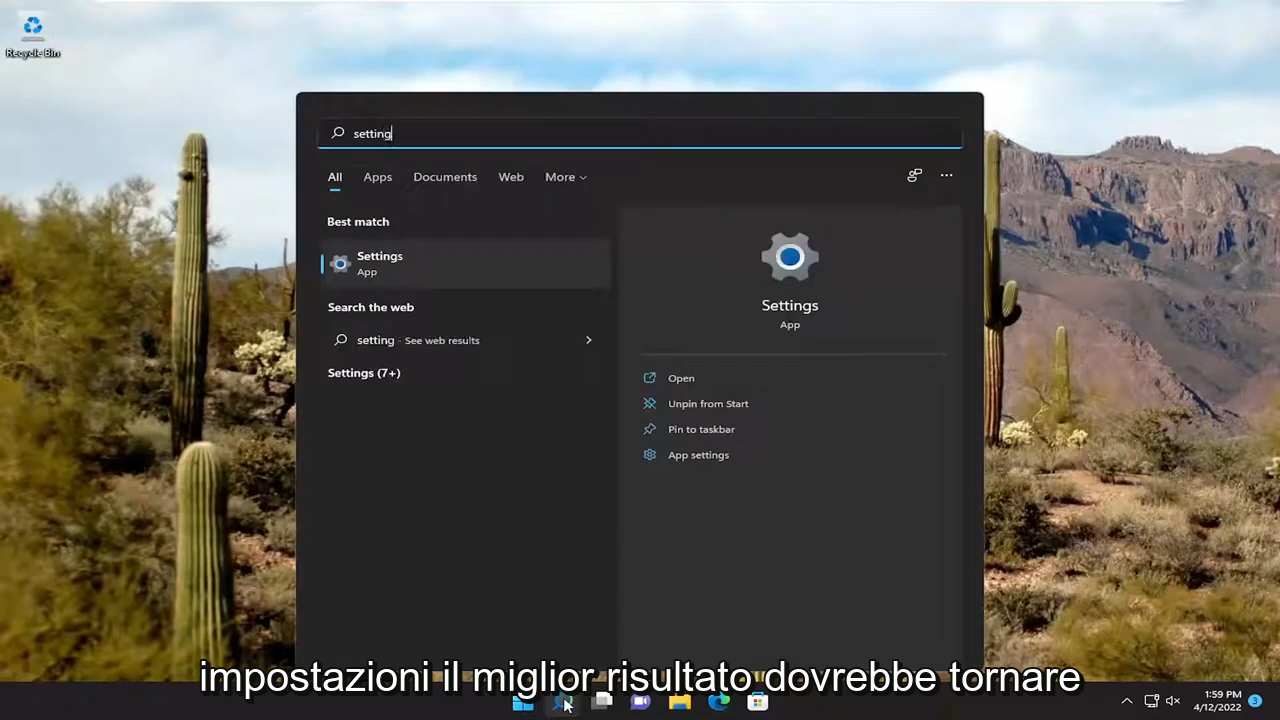 Recycle Bin
setting
All Apps Documents Web More
Best match
Settings
App
Search the web
setting - See web results
Settings (7+)
Settings
App
Open
Unpin from Start
Pin to taskbar
App settings
impostazioni il miglior risultato dovrebbe tornare
1:59 PM
4/12/2022
3